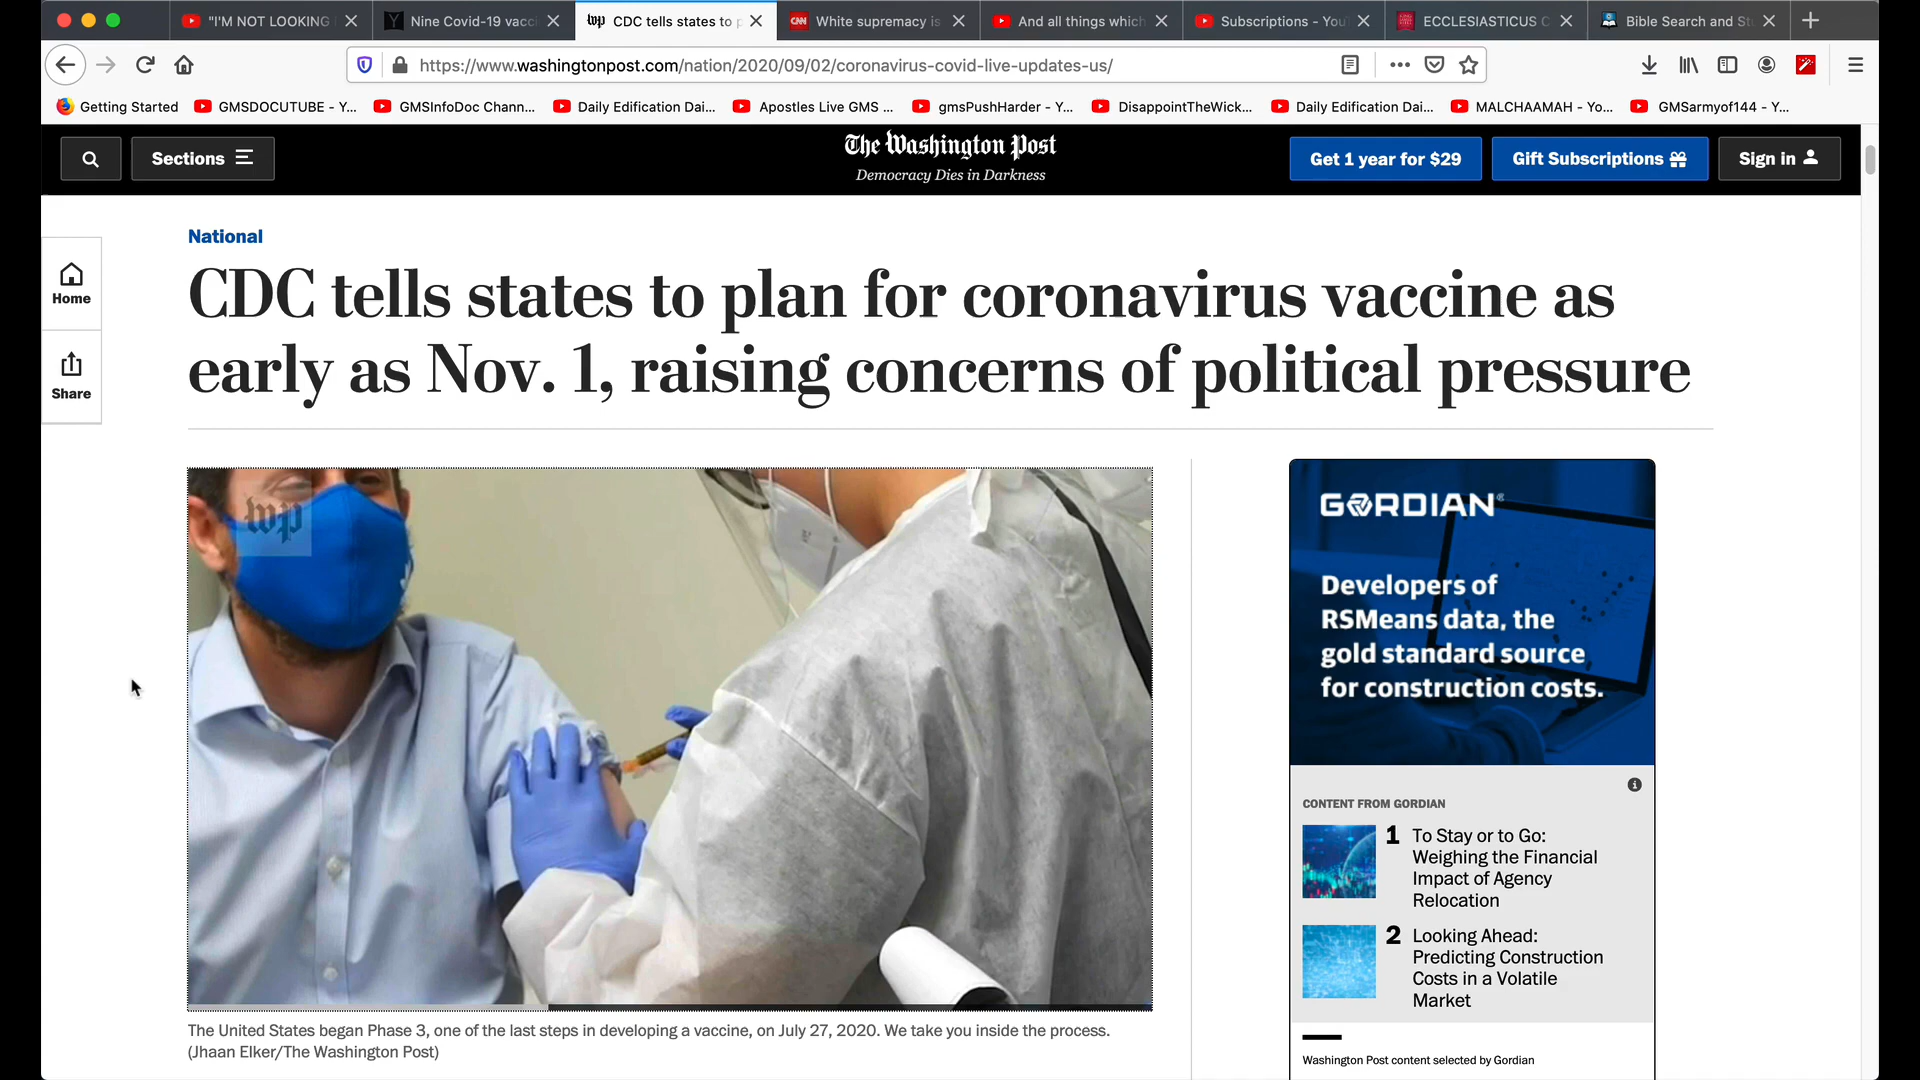 "I'M NOT LOOKING
Nine Covid-19 vacci
CDC tells states to p
White supremacy is
And all things which
Subscriptions - You
ECCLESIASTICUS C
Bible Search and Stu
https://www.washingtonpost.com/nation/2020/09/02/coronavirus-covid-live-updates-us/
Getting Started
GMSDOCUTUBE - Y...
GMSInfoDoc Chann...
Daily Edification Dai...
Apostles Live GMS ...
gmsPushHarder - Y...
DisappointTheWick...
Daily Edification Dai...
MALCHAAMAH - Yo...
GMSarmyof144 - Y...
Sections
The Washington Post
Democracy Dies in Darkness
Get 1 year for $29
Gift Subscriptions
Sign in
Home
Share
National
CDC tells states to plan for coronavirus vaccine as
early as Nov. 1, raising concerns of political pressure
wp
The United States began Phase 3, one of the last steps in developing a vaccine, on July 27, 2020. We take you inside the process.
(Jhaan Elker/The Washington Post)
GORDIAN®
Developers of
RSMeans data, the
gold standard source
for construction costs.
CONTENT FROM GORDIAN
1 To Stay or to Go:
Weighing the Financial
Impact of Agency
Relocation
2 Looking Ahead:
Predicting Construction
Costs in a Volatile
Market
Washington Post content selected by Gordian